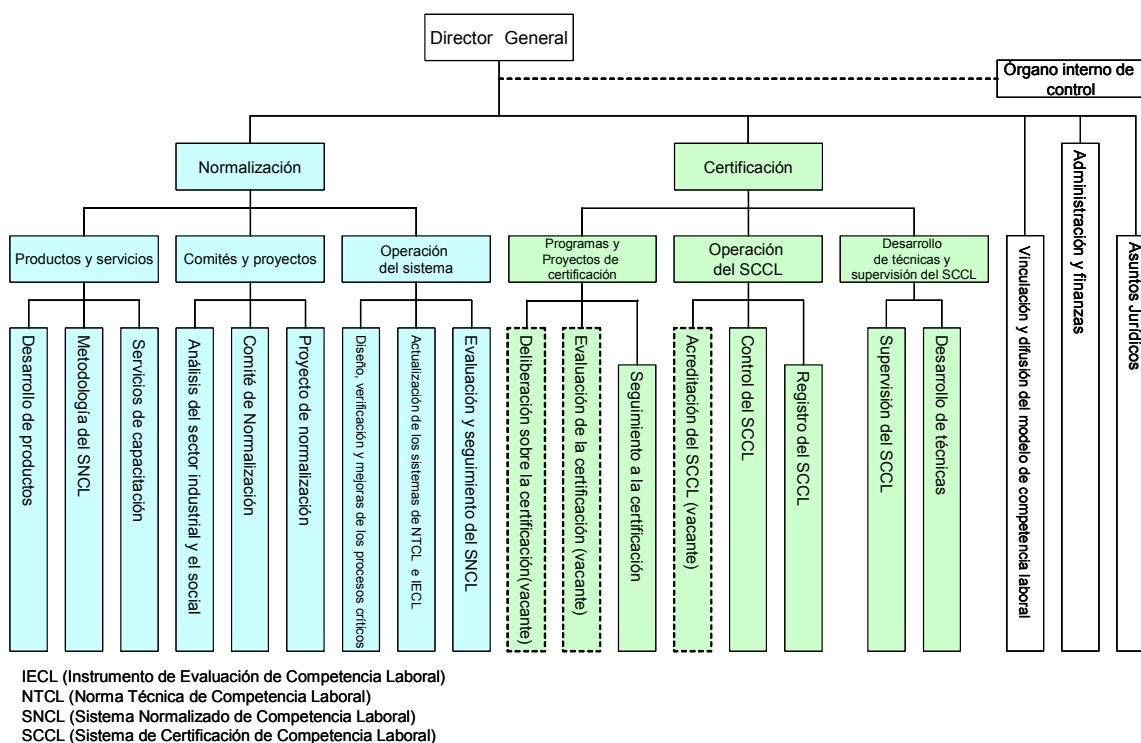 Director General
Órgano interno de
control
Normalización
Certificación
Productos y servicios
Comités y proyectos
Operación
del sistema
Programas y
Proyectos de
certificación
Operación
del SCCL
Desarrollo
de técnicas y
supervisión del SCCL
Desarrollo de productos
Metodología del SNCL
Servicios de capacitación
Análisis del sector industrial y el social
Comité de Normalización
Proyecto de normalización
Diseño, verificación y mejoras de los procesos críticos
Actualización de los sistemas de NTCL e IECL
Evaluación y seguimiento del SNCL
Deliberación sobre la certificación(vacante)
Evaluación de la certificación (vacante)
Seguimiento a la certificación
Acreditación del SCCL (vacante)
Control del SCCL
Registro del SCCL
Supervisión del SCCL
Desarrollo de técnicas
Vinculación y difusión del modelo de competencia laboral
Administración y finanzas
Asuntos Jurídicos
IECL (Instrumento de Evaluación de Competencia Laboral)
NTCL (Norma Técnica de Competencia Laboral)
SNCL (Sistema Normalizado de Competencia Laboral)
SCCL (Sistema de Certificación de Competencia Laboral)